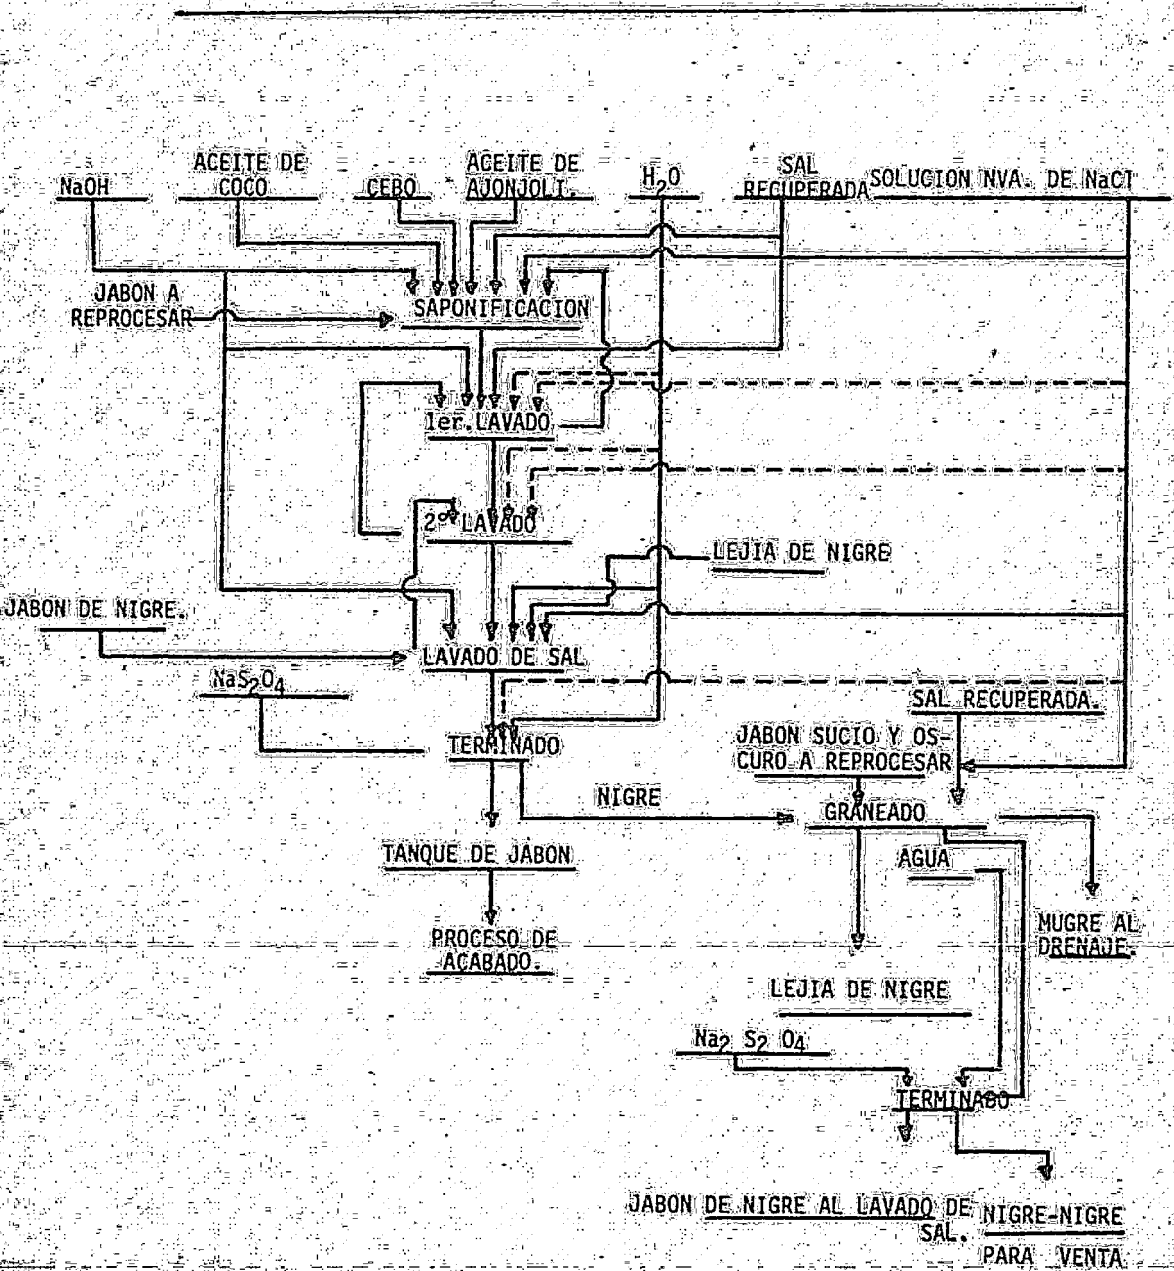 NaOH
ACEITE DE
COCO
CEBO
ACEITE DE
AJONJOLI.
H2O
SAL
RECUPERADA
SOLUCION NVA. DE NaCl
JABON A
REPROCESAR
SAPONIFICACION
1er. LAVADO
2º LAVADO
LEJIA DE NIGRE
JABON DE NIGRE.
LAVADO DE SAL
NaS2O4
SAL RECUPERADA.
TERMINADO
JABON SUCIO Y OS-
CURO A REPROCESAR
NIGRE
GRANEADO
TANQUE DE JABON
AGUA
PROCESO DE
ACABADO.
MUGRE AL
DRENAJE.
LEJIA DE NIGRE
Na2 S2 O4
TERMINADO
JABON DE NIGRE AL LAVADO DE
SAL.
NIGRE-NIGRE
PARA VENTA